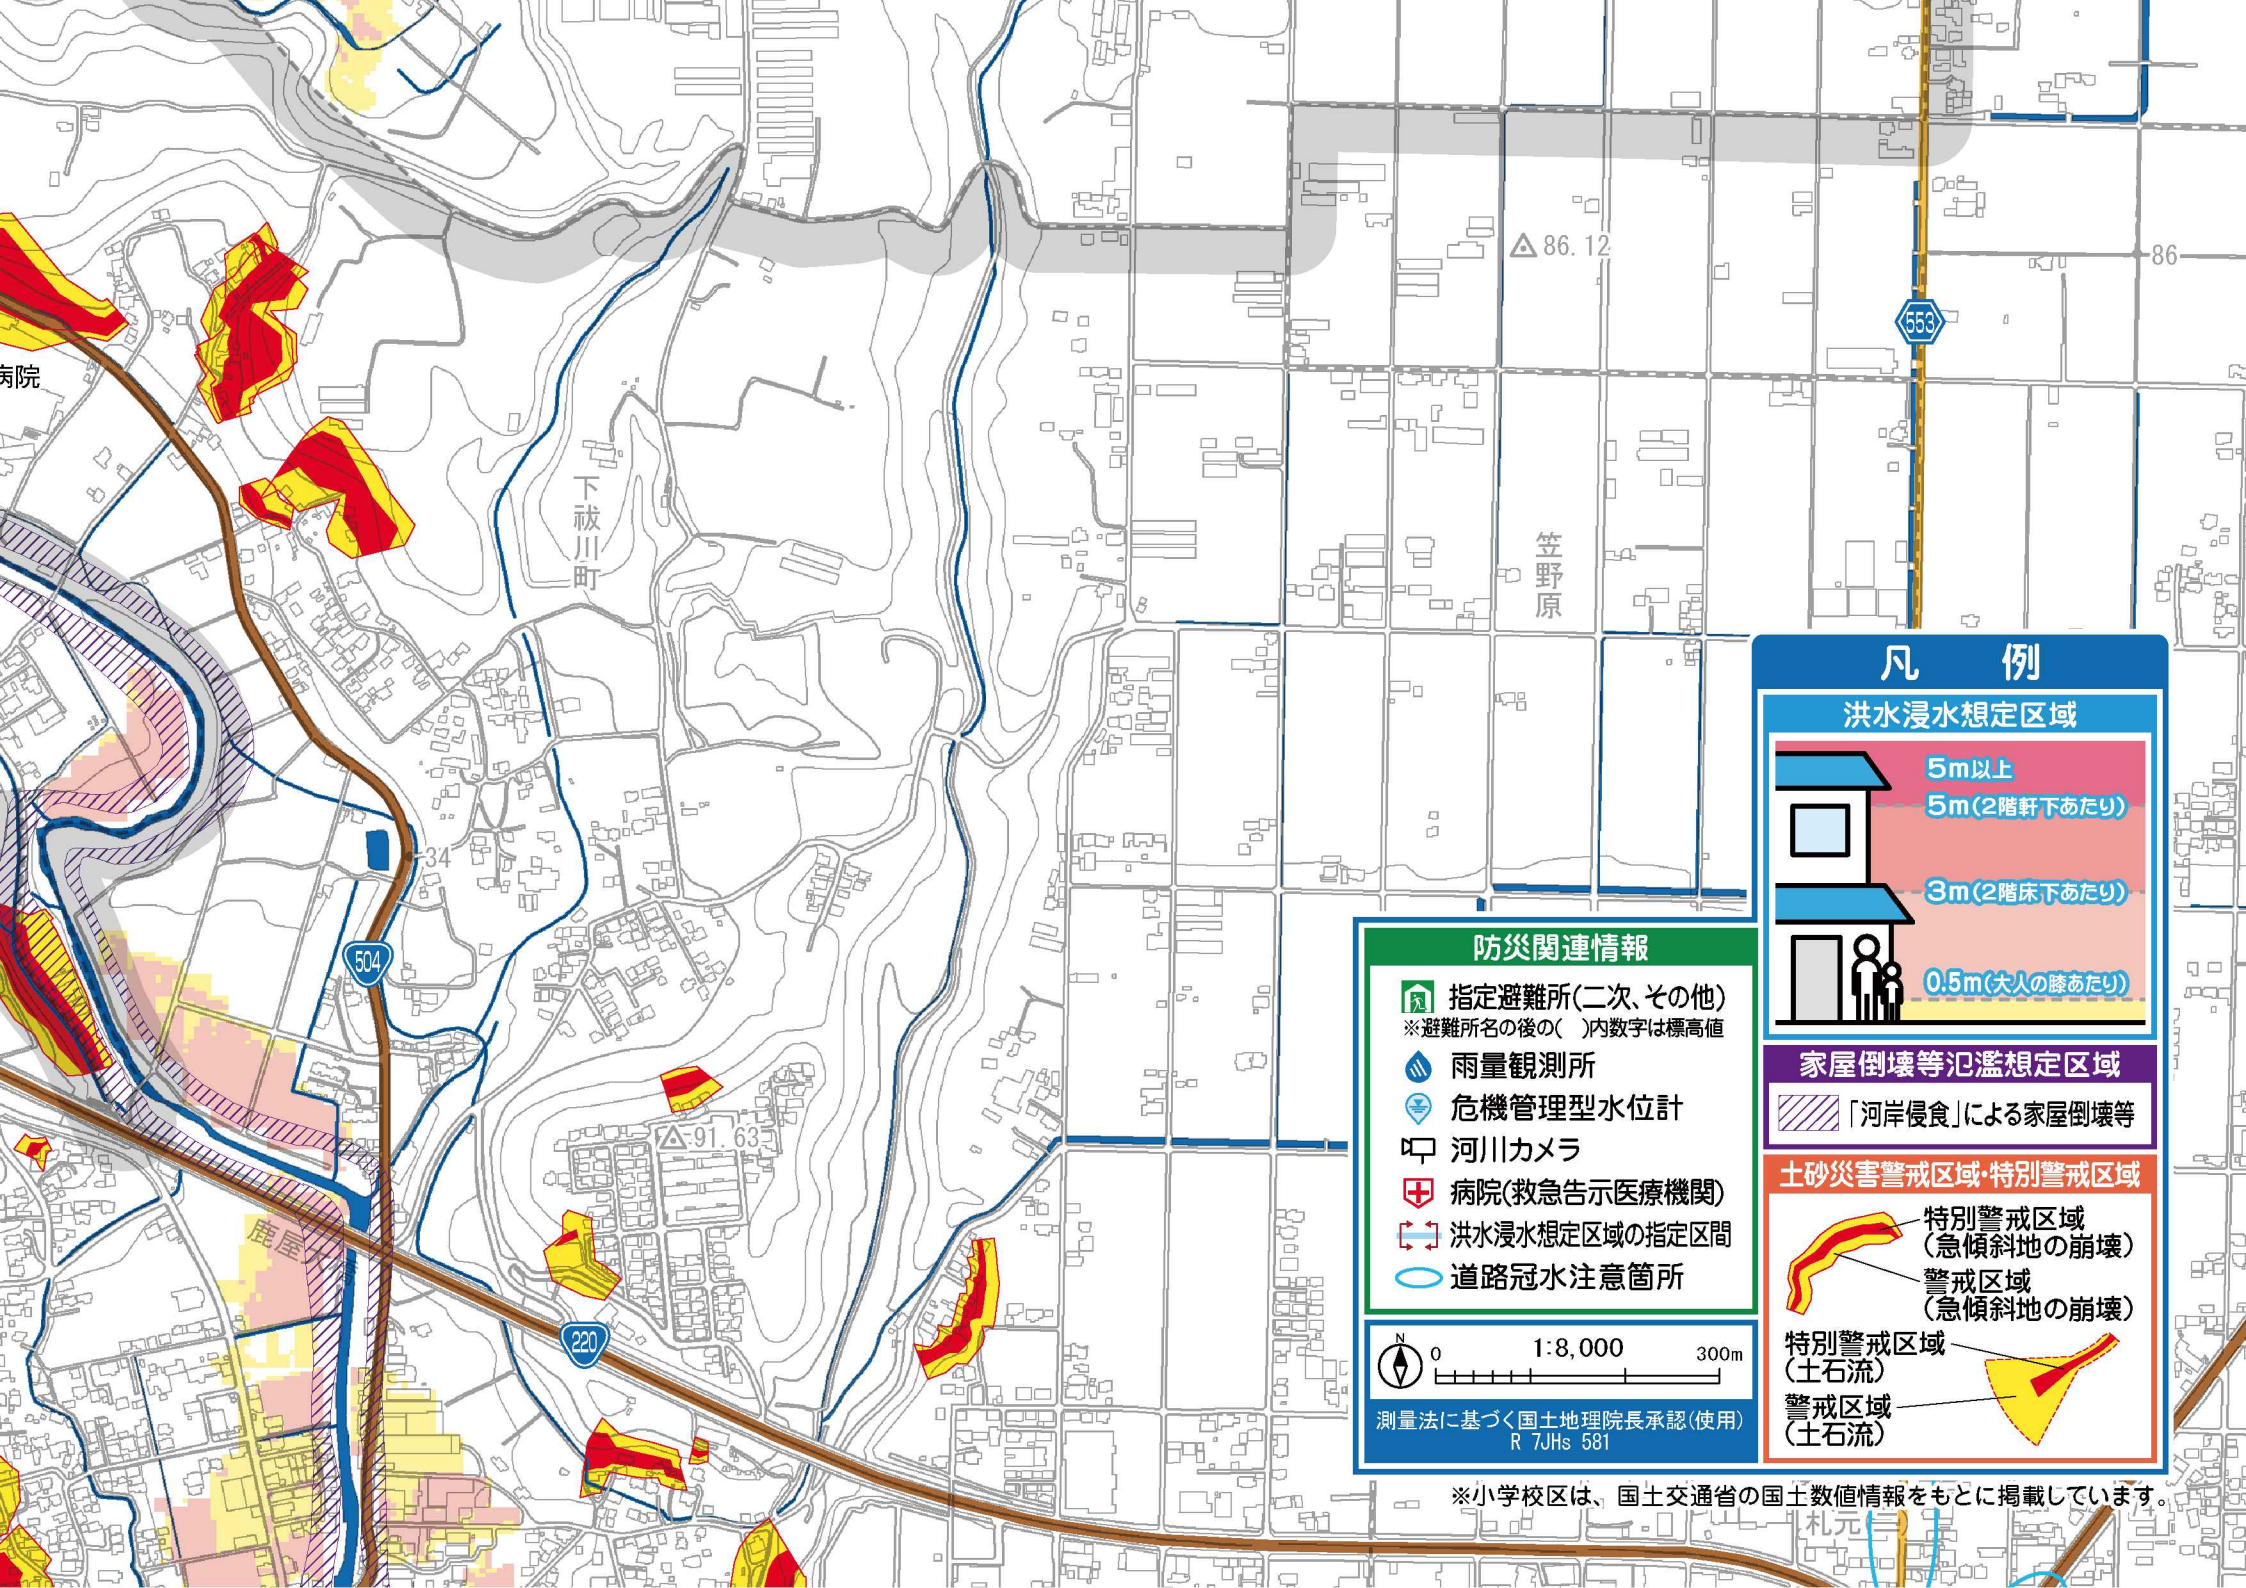 病院
86.12
86
553
下祓川町
笠野原
34
504
91.63
鹿屋
220
札元
凡 例
洪水浸水想定区域
5m以上
5m(2階軒下あたり)
3m(2階床下あたり)
0.5m(大人の膝あたり)
家屋倒壊等氾濫想定区域
「河岸侵食」による家屋倒壊等
土砂災害警戒区域・特別警戒区域
特別警戒区域
(急傾斜地の崩壊)
警戒区域
(急傾斜地の崩壊)
特別警戒区域
(土石流)
警戒区域
(土石流)
防災関連情報
指定避難所(二次、その他)
※避難所名の後の( )内数字は標高値
雨量観測所
危機管理型水位計
河川カメラ
病院(救急告示医療機関)
洪水浸水想定区域の指定区間
道路冠水注意箇所
N
0 1:8,000 300m
測量法に基づく国土地理院長承認(使用)
R 7JHs 581
※小学校区は、国土交通省の国土数値情報をもとに掲載しています。